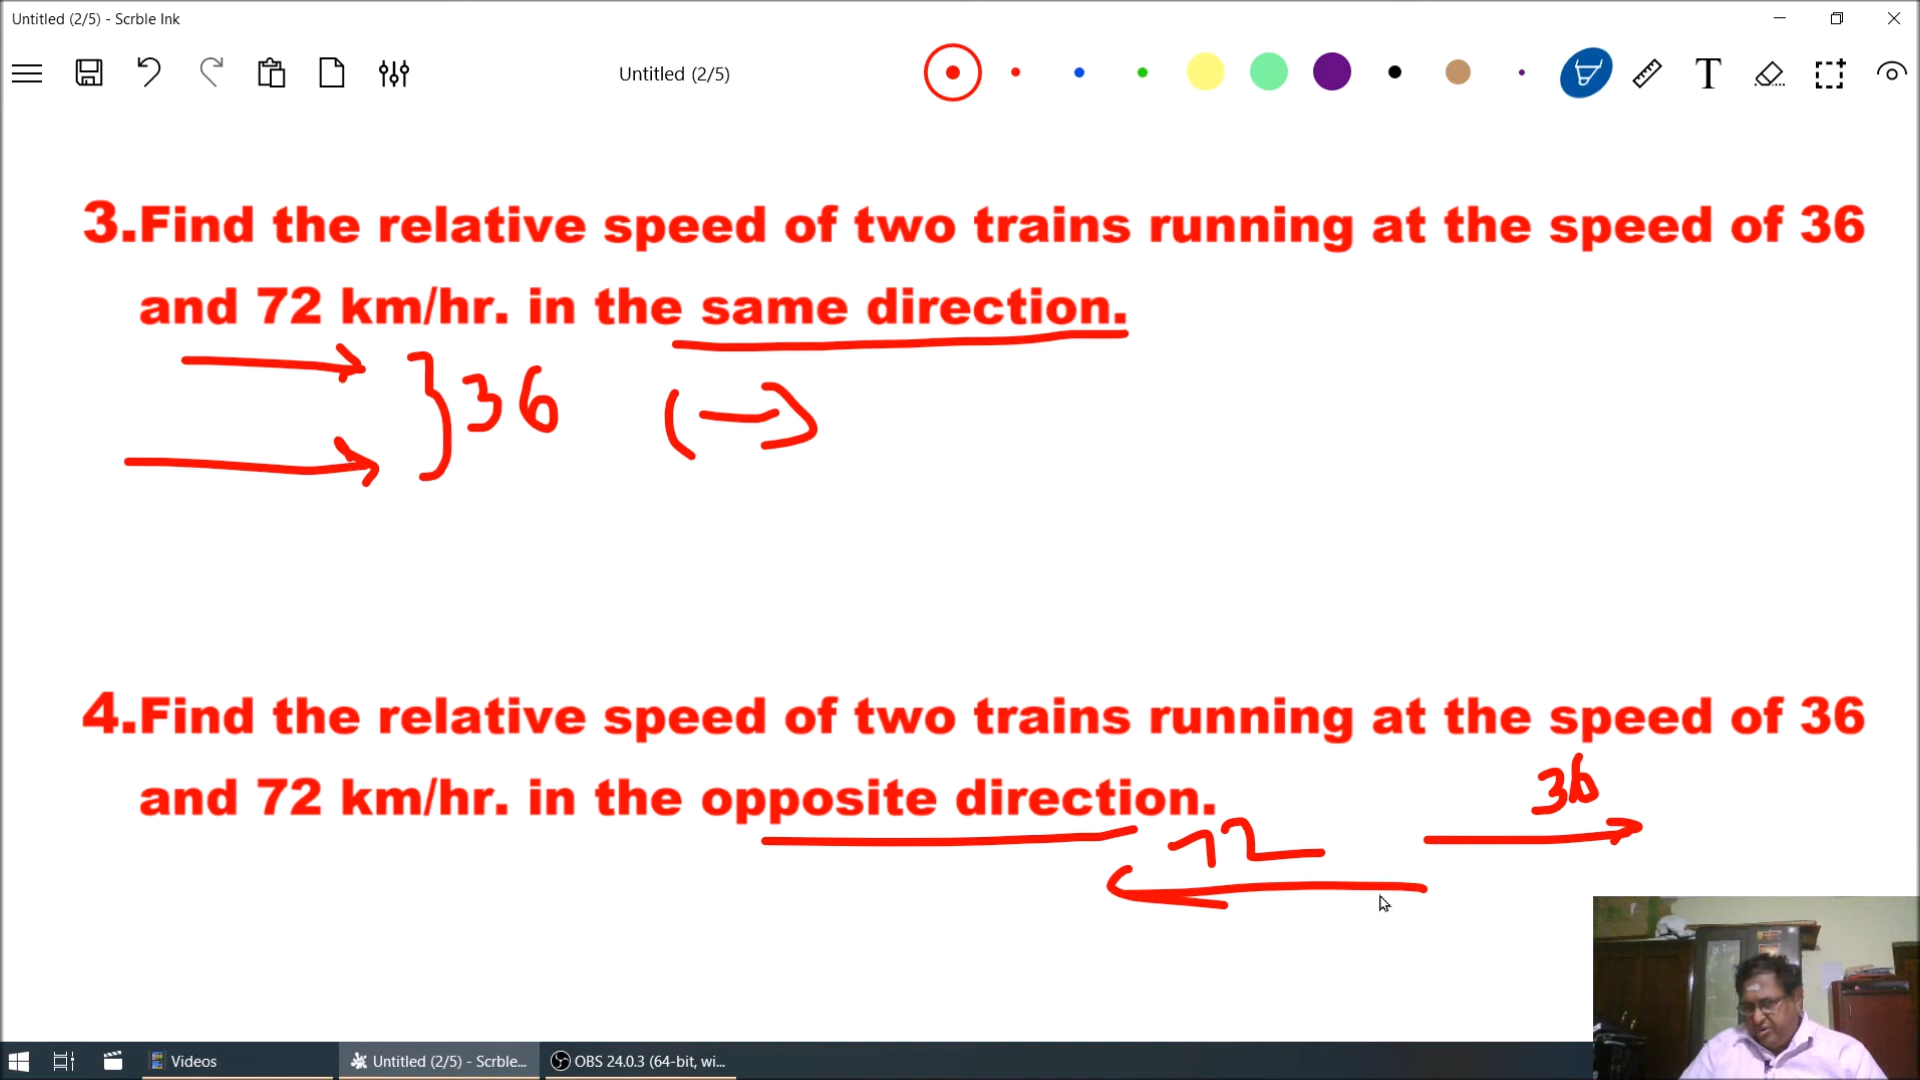 Untitled (2/5) - Scrble Ink
Untitled (2/5)
T
3.Find the relative speed of two trains running at the speed of 36
and 72 km/hr. in the same direction.
36 (-)
4.Find the relative speed of two trains running at the speed of 36
and 72 km/hr. in the opposite direction.
36
72
Videos
Untitled (2/5) - Scrble...
OBS 24.0.3 (64-bit, wi...